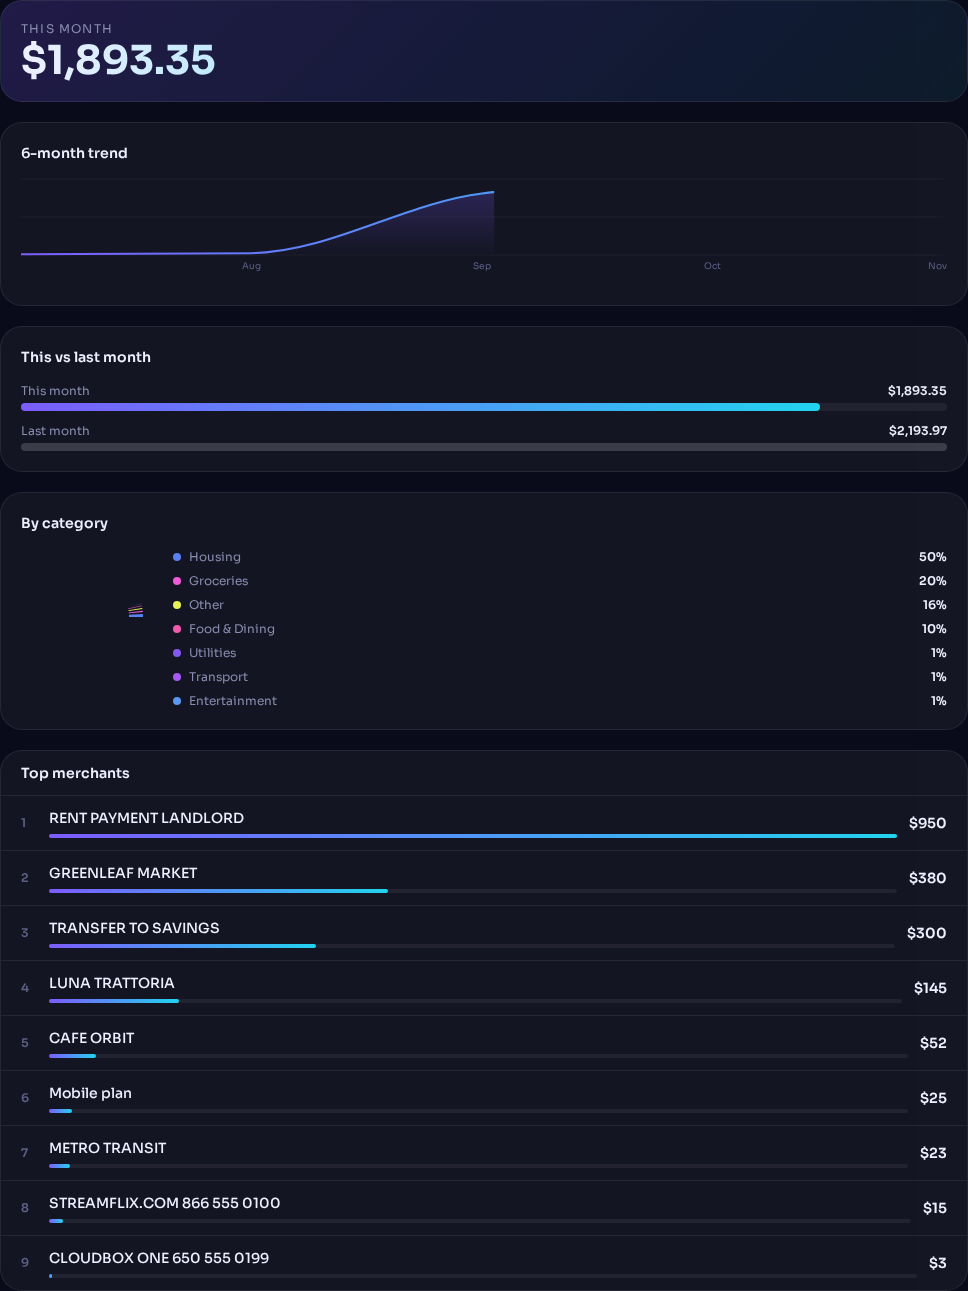 THIS MONTH
$1,893.35
6-month trend
Aug Sep Oct Nov
This vs last month
This month $1,893.35
Last month $2,193.97
By category
Housing 50%
Groceries 20%
Other 16%
Food & Dining 10%
Utilities 1%
Transport 1%
Entertainment 1%
Top merchants
1 RENT PAYMENT LANDLORD $950
2 GREENLEAF MARKET $380
3 TRANSFER TO SAVINGS $300
4 LUNA TRATTORIA $145
5 CAFE ORBIT $52
6 Mobile plan $25
7 METRO TRANSIT $23
8 STREAMFLIX.COM 866 555 0100 $15
9 CLOUDBOX ONE 650 555 0199 $3